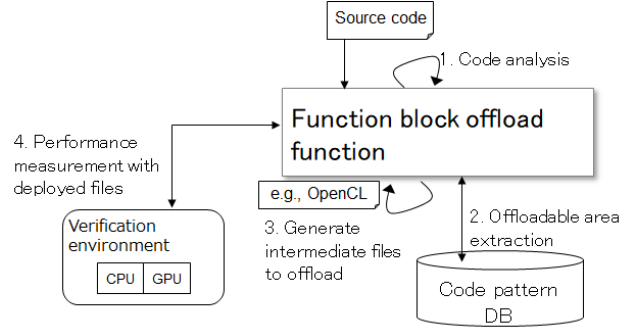 Source code
1. Code analysis
Function block offload
function
4. Performance
measurement with
deployed files
e.g., OpenCL
2. Offloadable area
extraction
3. Generate
intermediate files
to offload
Verification
environment
CPU GPU
Code pattern
DB